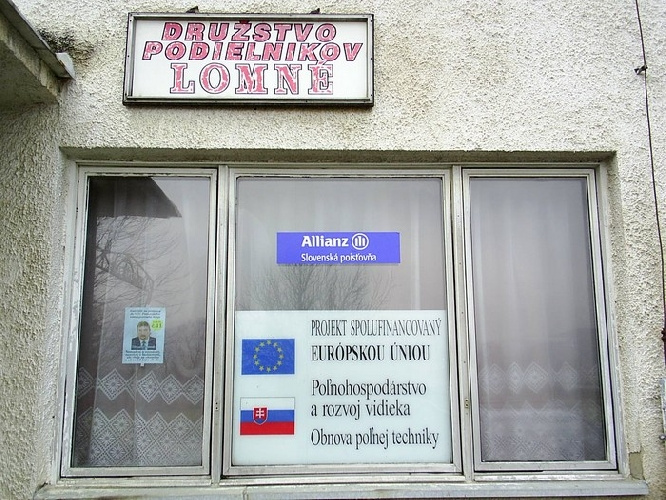 DRUŽSTVO
PODIELNIKOV
LOMNÉ
Allianz
Slovenská poisťovňa
PROJEKT SPOLUFINANCOVANÝ
EURÓPSKOU ÚNIOU
Poľnohospodárstvo
a rozvoj vidieka
Obnova poľnej techniky